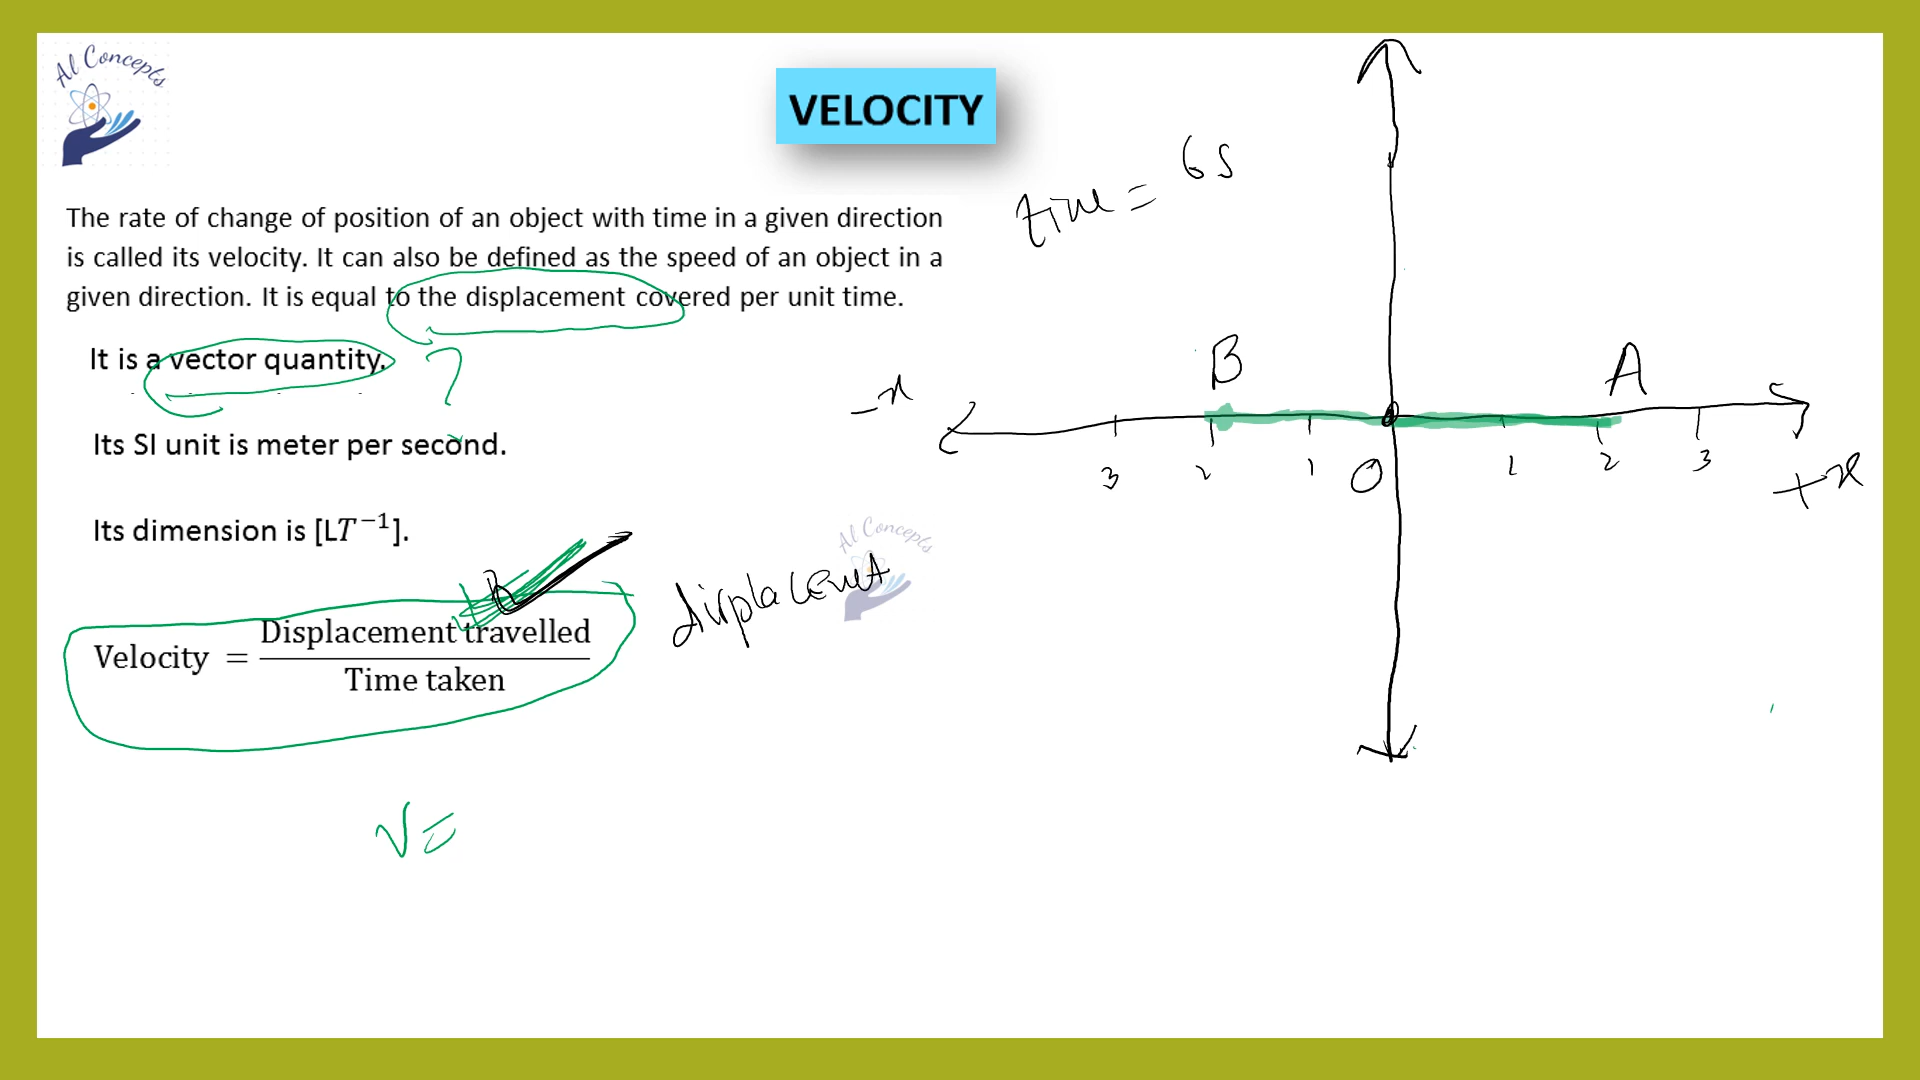 Al Concepts
VELOCITY
time = 6s
The rate of change of position of an object with time in a given direction
is called its velocity. It can also be defined as the speed of an object in a
given direction. It is equal to the displacement covered per unit time.
It is a vector quantity.
?
Its SI unit is meter per second.
Its dimension is [LT⁻¹].
Velocity = Displacement travelled
Time taken
Displacement
Al Concepts
V=
B A
-x
3 2 1 O 1 2 3
+x